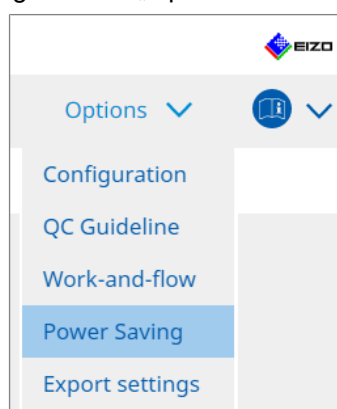 EIZO
Options
Configuration
QC Guideline
Work-and-flow
Power Saving
Export settings